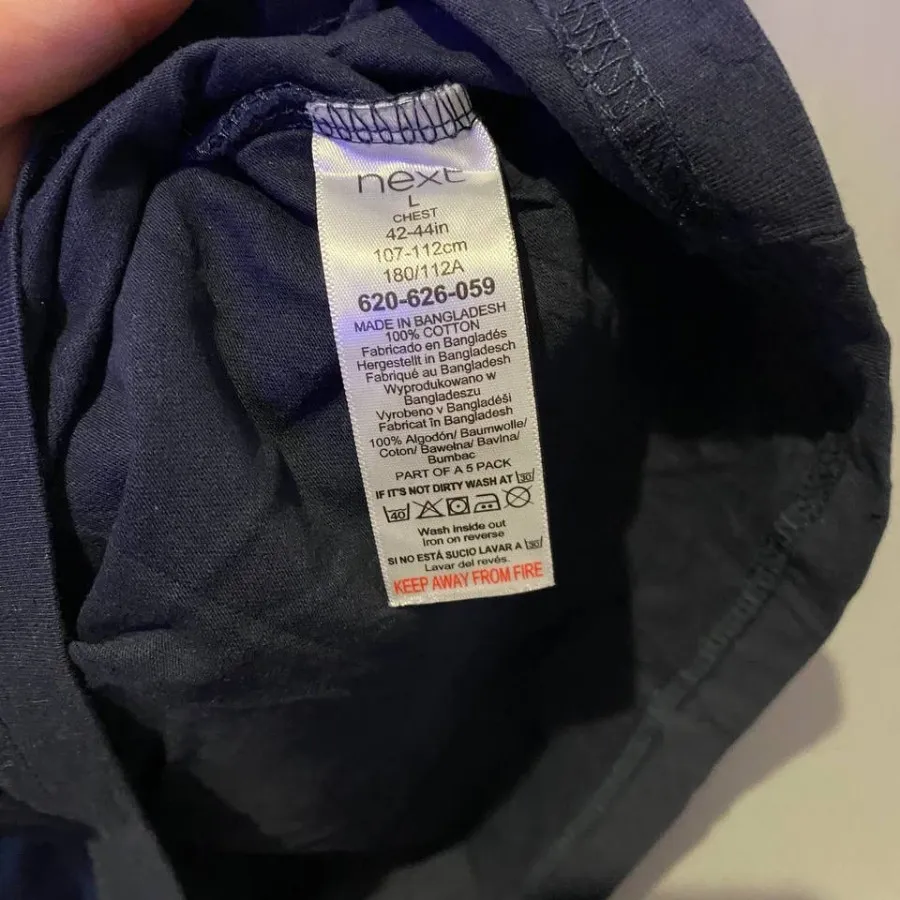 next
L
CHEST
42-44in
107-112cm
180/112A
620-626-059
MADE IN BANGLADESH
100% COTTON
Fabricado en Bangladés
Hergestellt in Bangladesch
Fabriqué au Bangladesh
Wyprodukowano w
Bangladeszu
Vyrobeno v Bangladéši
Fabricat în Bangladesh
100% Algodón/ Baumwolle/
Coton/ Bawełna/ Bavlna/
Bumbac
PART OF A 5 PACK
IF IT'S NOT DIRTY WASH AT 30
40
Wash inside out
Iron on reverse
SI NO ESTÁ SUCIO LAVAR A 30
Lavar del revés.
KEEP AWAY FROM FIRE